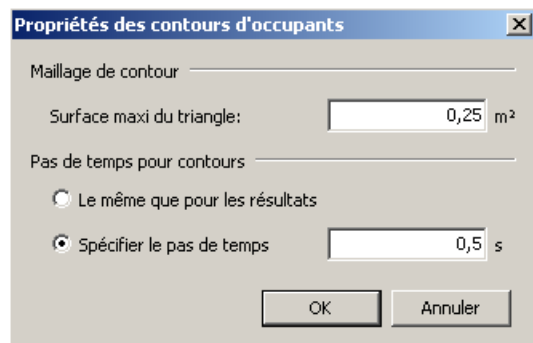 Propriétés des contours d'occupants
Maillage de contour
Surface maxi du triangle: 0,25 m²
Pas de temps pour contours
Le même que pour les résultats
Spécifier le pas de temps 0,5 s
OK Annuler